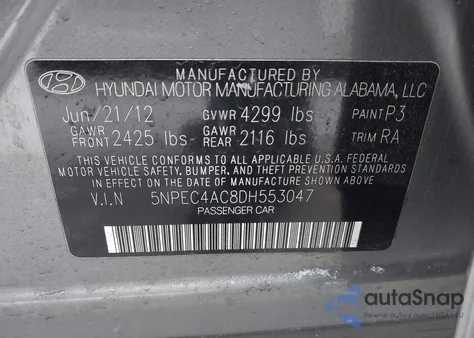 MANUFACTURED BY
HYUNDAI MOTOR MANUFACTURING ALABAMA, LLC
Jun/21/12 GVWR 4299 lbs PAINT P3
GAWR FRONT 2425 lbs GAWR REAR 2116 lbs TRIM RA
THIS VEHICLE CONFORMS TO ALL APPLICABLE U.S.A. FEDERAL
MOTOR VEHICLE SAFETY, BUMPER, AND THEFT PREVENTION STANDARDS
IN EFFECT ON THE DATE OF MANUFACTURE SHOWN ABOVE.
V.I.N 5NPEC4AC8DH553047
PASSENGER CAR
autoSnap